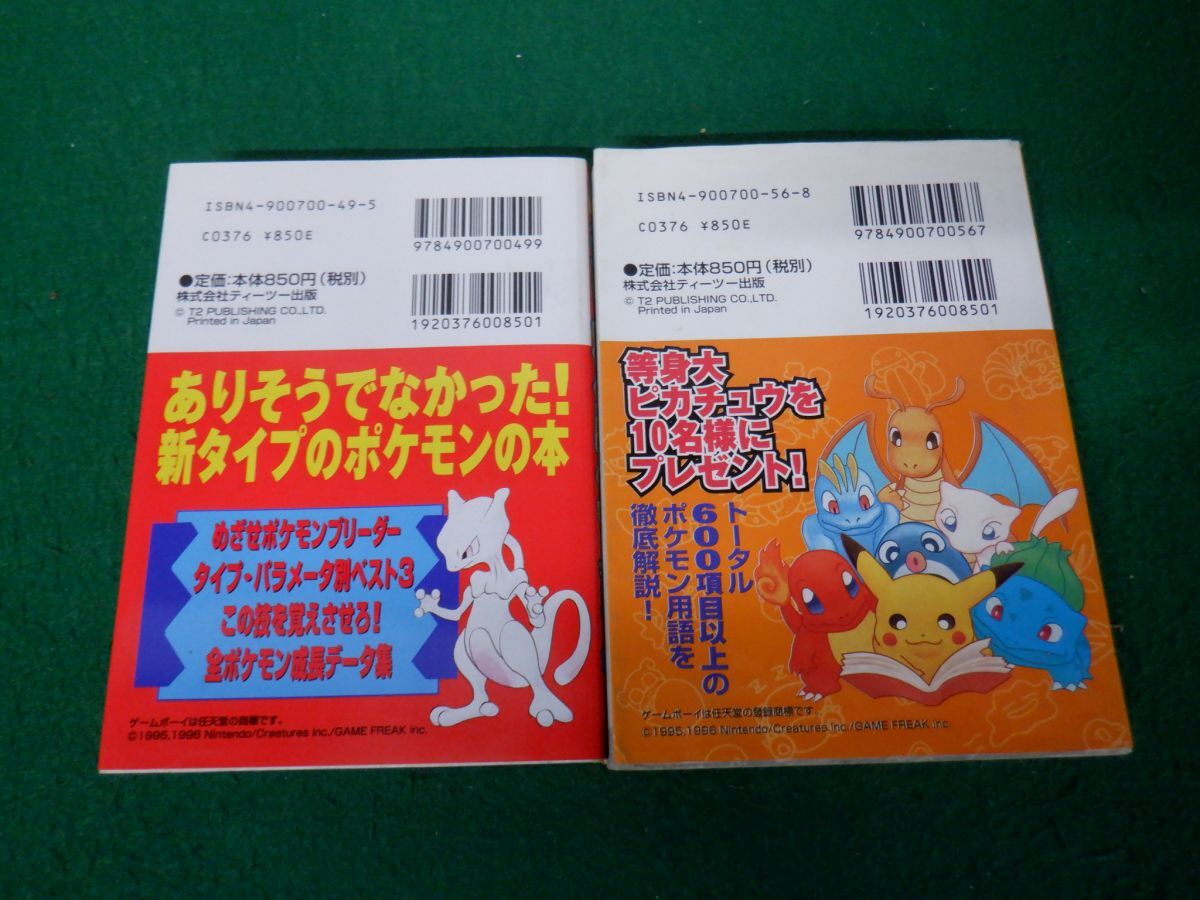 ISBN4-900700-49-5
C0376 ¥850E
9784900700499
●定価:本体850円(税別)
株式会社ティーツー出版
© T2 PUBLISHING CO.,LTD.
Printed in Japan
1920376008501
ありそうでなかった!
新タイプのポケモンの本
めざせポケモンブリーダー
タイプ・パラメータ別ベスト3
この技を覚えさせろ!
全ポケモン成長データ集
ゲームボーイは任天堂の商標です。
©1995,1996 Nintendo/Creatures inc./GAME FREAK inc.
ISBN4-900700-56-8
C0376 ¥850E
9784900700567
●定価:本体850円(税別)
株式会社ティーツー出版
© T2 PUBLISHING CO.,LTD.
Printed in Japan
1920376008501
等身大
ピカチュウを
10名様に
プレゼント!
トータル
600項目以上の
ポケモン用語を
徹底解説!
ゲームボーイは任天堂の登録商標です。
©1995,1996 Nintendo/Creatures inc./GAME FREAK inc.